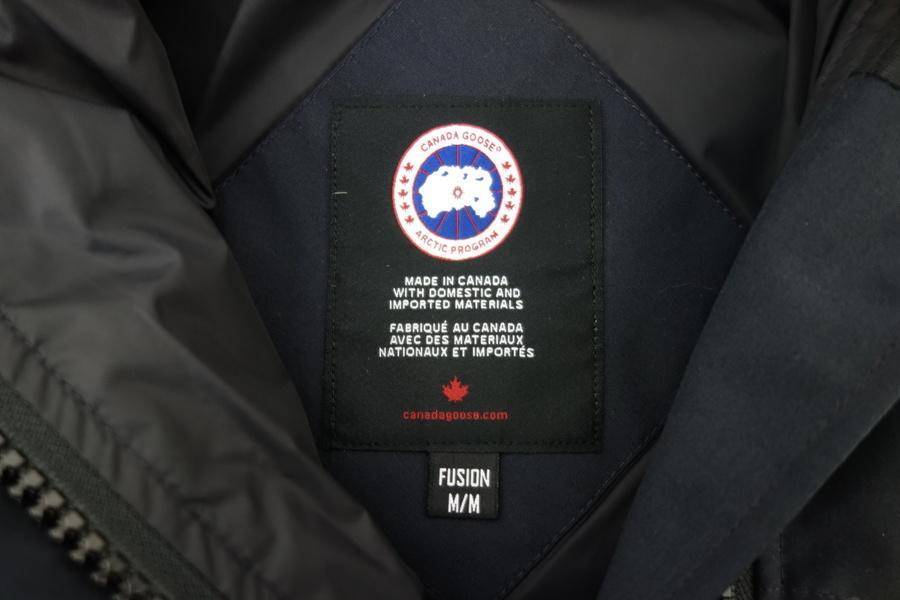 CANADA GOOSE®
ARCTIC PROGRAM
MADE IN CANADA
WITH DOMESTIC AND
IMPORTED MATERIALS
FABRIQUÉ AU CANADA
AVEC DES MATERIAUX
NATIONAUX ET IMPORTÉS
canadagoose.com
FUSION
M/M